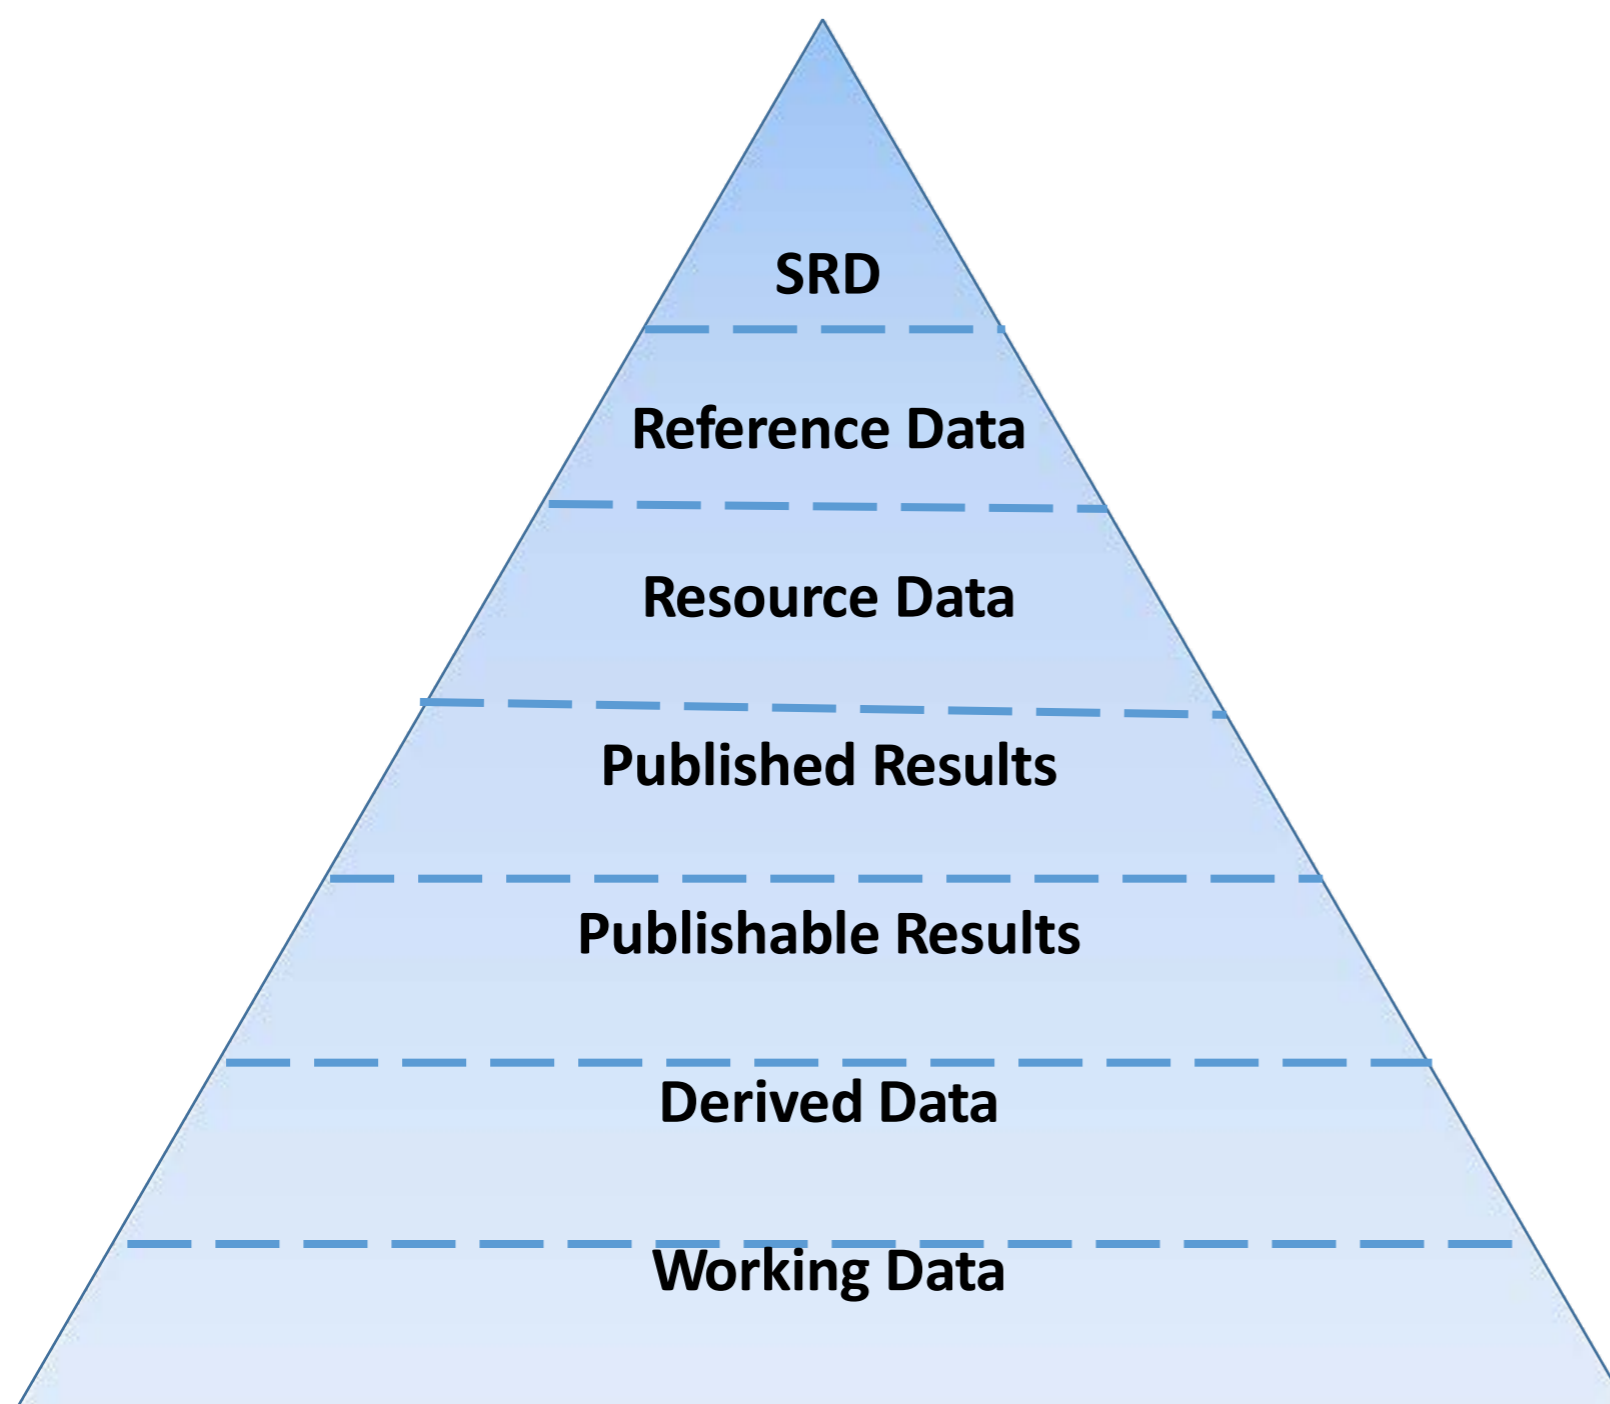 SRD
Reference Data
Resource Data
Published Results
Publishable Results
Derived Data
Working Data